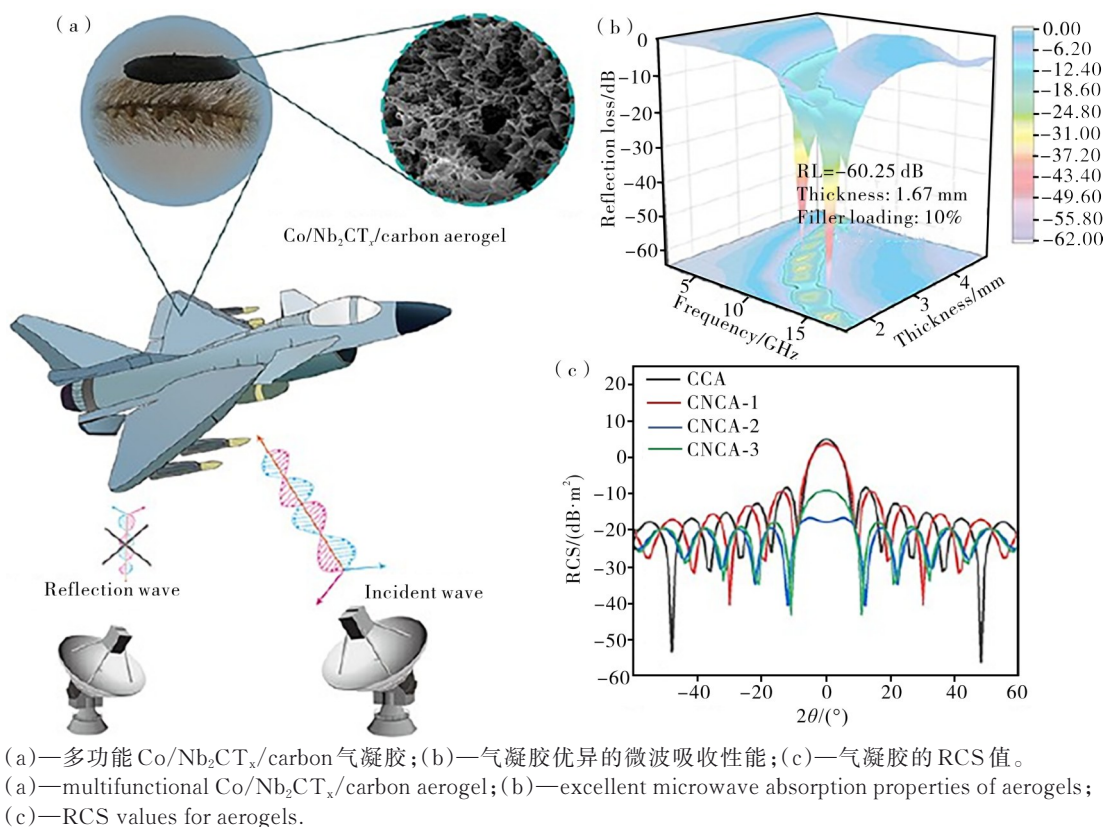 (a)
Co/Nb₂CTₓ/carbon aerogel
Reflection wave
Incident wave
(b)
0
−10
−20
−30
−40
−50
−60
Reflection loss/dB
RL=−60.25 dB
Thickness: 1.67 mm
Filler loading: 10%
5
10
15
Frequency/GHz
2
3
4
Thickness/mm
0.00
−6.20
−12.40
−18.60
−24.80
−31.00
−37.20
−43.40
−49.60
−55.80
−62.00
(c)
CCA
CNCA-1
CNCA-2
CNCA-3
20
10
0
−10
−20
−30
−40
−50
−60
RCS/(dB·m²)
−40
−20
0
20
40
60
2θ/(°)
(a)—多功能Co/Nb₂CTₓ/carbon气凝胶;(b)—气凝胶优异的微波吸收性能;(c)—气凝胶的RCS值。
(a)—multifunctional Co/Nb₂CTₓ/carbon aerogel;(b)—excellent microwave absorption properties of aerogels;
(c)—RCS values for aerogels.